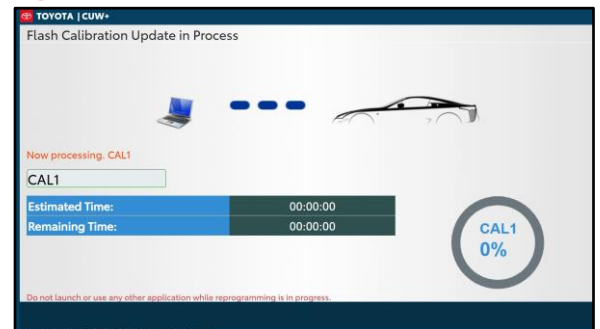 TOYOTA | CUW+
Flash Calibration Update in Process
Now processing. CAL1
CAL1
Estimated Time: 00:00:00
Remaining Time: 00:00:00
CAL1
0%
Do not launch or use any other application while reprogramming is in progress.